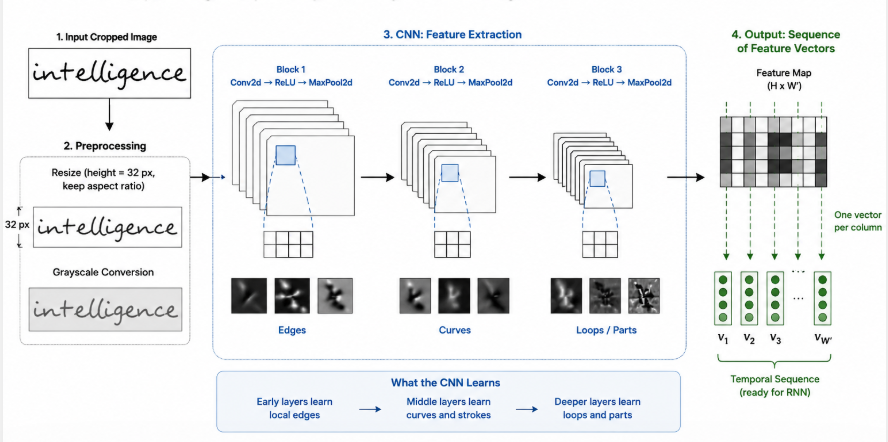 1. Input Cropped Image
intelligence
2. Preprocessing
Resize (height = 32 px,
keep aspect ratio)
32 px
intelligence
Grayscale Conversion
intelligence
3. CNN: Feature Extraction
Block 1
Conv2d → ReLU → MaxPool2d
Block 2
Conv2d → ReLU → MaxPool2d
Block 3
Conv2d → ReLU → MaxPool2d
Edges
Curves
Loops / Parts
What the CNN Learns
Early layers learn
local edges
Middle layers learn
curves and strokes
Deeper layers learn
loops and parts
4. Output: Sequence
of Feature Vectors
Feature Map
(H x W')
One vector
per column
...
...
V1
V2
V3
VW'
Temporal Sequence
(ready for RNN)